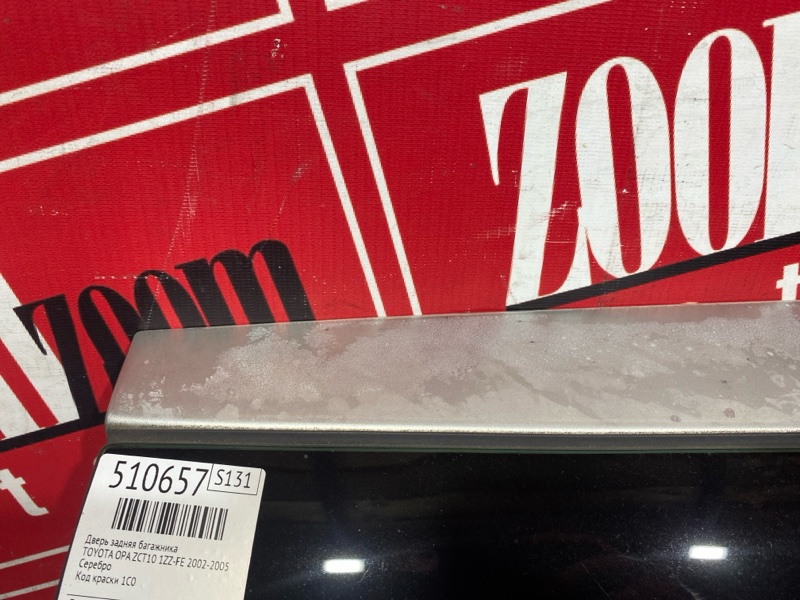 ZOOM
t
zoom
t
510657 S131
Дверь задняя багажника
TOYOTA OPA ZCT10 1ZZ-FE 2002-2005
Серебро
Код краски 1C0